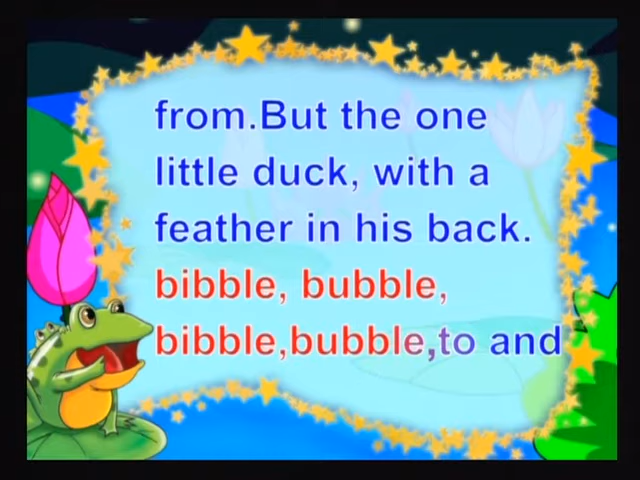 from.But the one
little duck, with a
feather in his back.
bibble, bubble,
bibble,bubble,to and